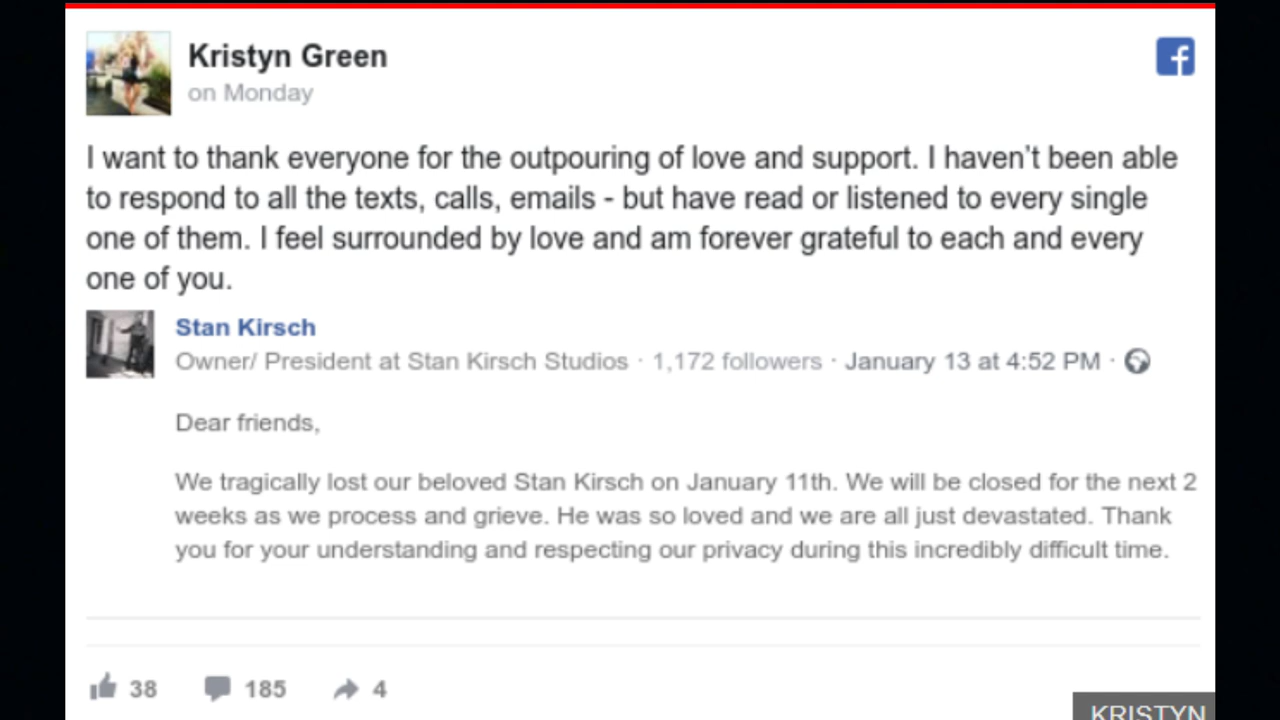 Kristyn Green
on Monday
I want to thank everyone for the outpouring of love and support. I haven't been able
to respond to all the texts, calls, emails - but have read or listened to every single
one of them. I feel surrounded by love and am forever grateful to each and every
one of you.
Stan Kirsch
Owner/ President at Stan Kirsch Studios · 1,172 followers · January 13 at 4:52 PM ·
Dear friends,
We tragically lost our beloved Stan Kirsch on January 11th. We will be closed for the next 2
weeks as we process and grieve. He was so loved and we are all just devastated. Thank
you for your understanding and respecting our privacy during this incredibly difficult time.
38 185 4
KRISTYN